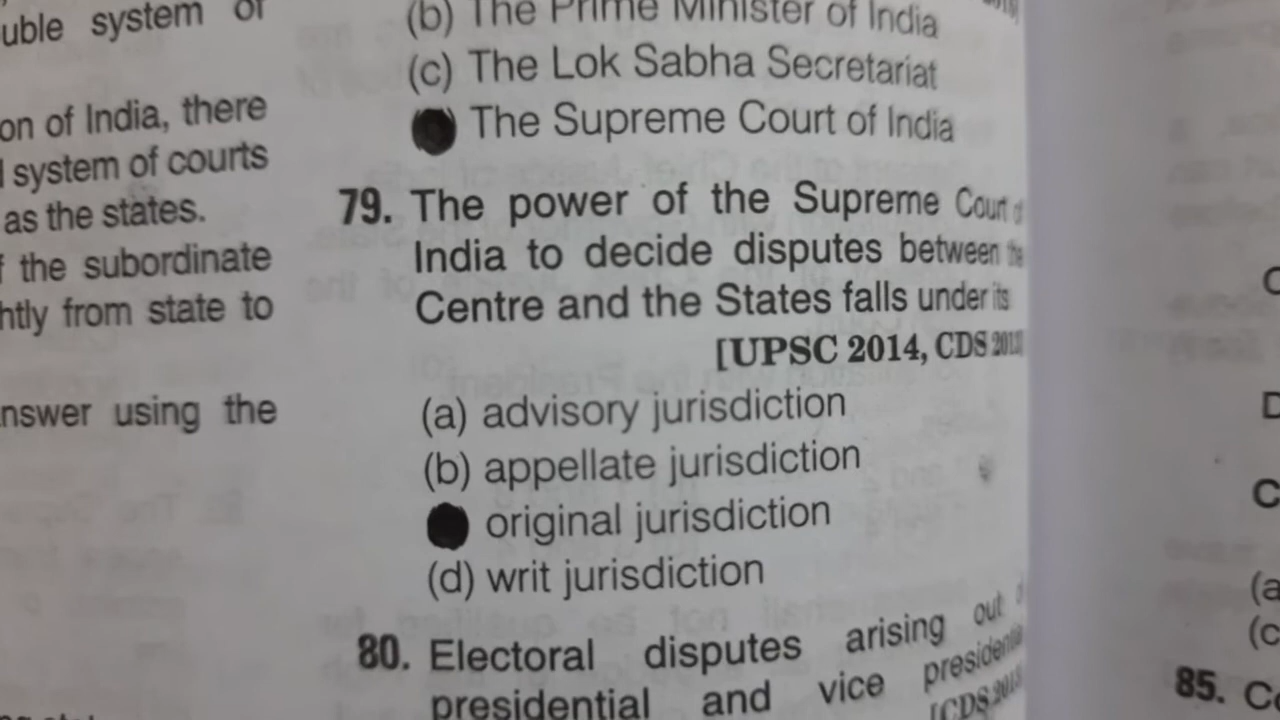 uble system of
on of India, there
system of courts
as the states.
the subordinate
htly from state to
nswer using the
(b) The Prime Minister of India
(c) The Lok Sabha Secretariat
The Supreme Court of India
79. The power of the Supreme Court of
India to decide disputes between the
Centre and the States falls under its
[UPSC 2014, CDS
(a) advisory jurisdiction
(b) appellate jurisdiction
original jurisdiction
(d) writ jurisdiction
80. Electoral disputes arising out
presidential and vice
[CDS
(a
(c
85.